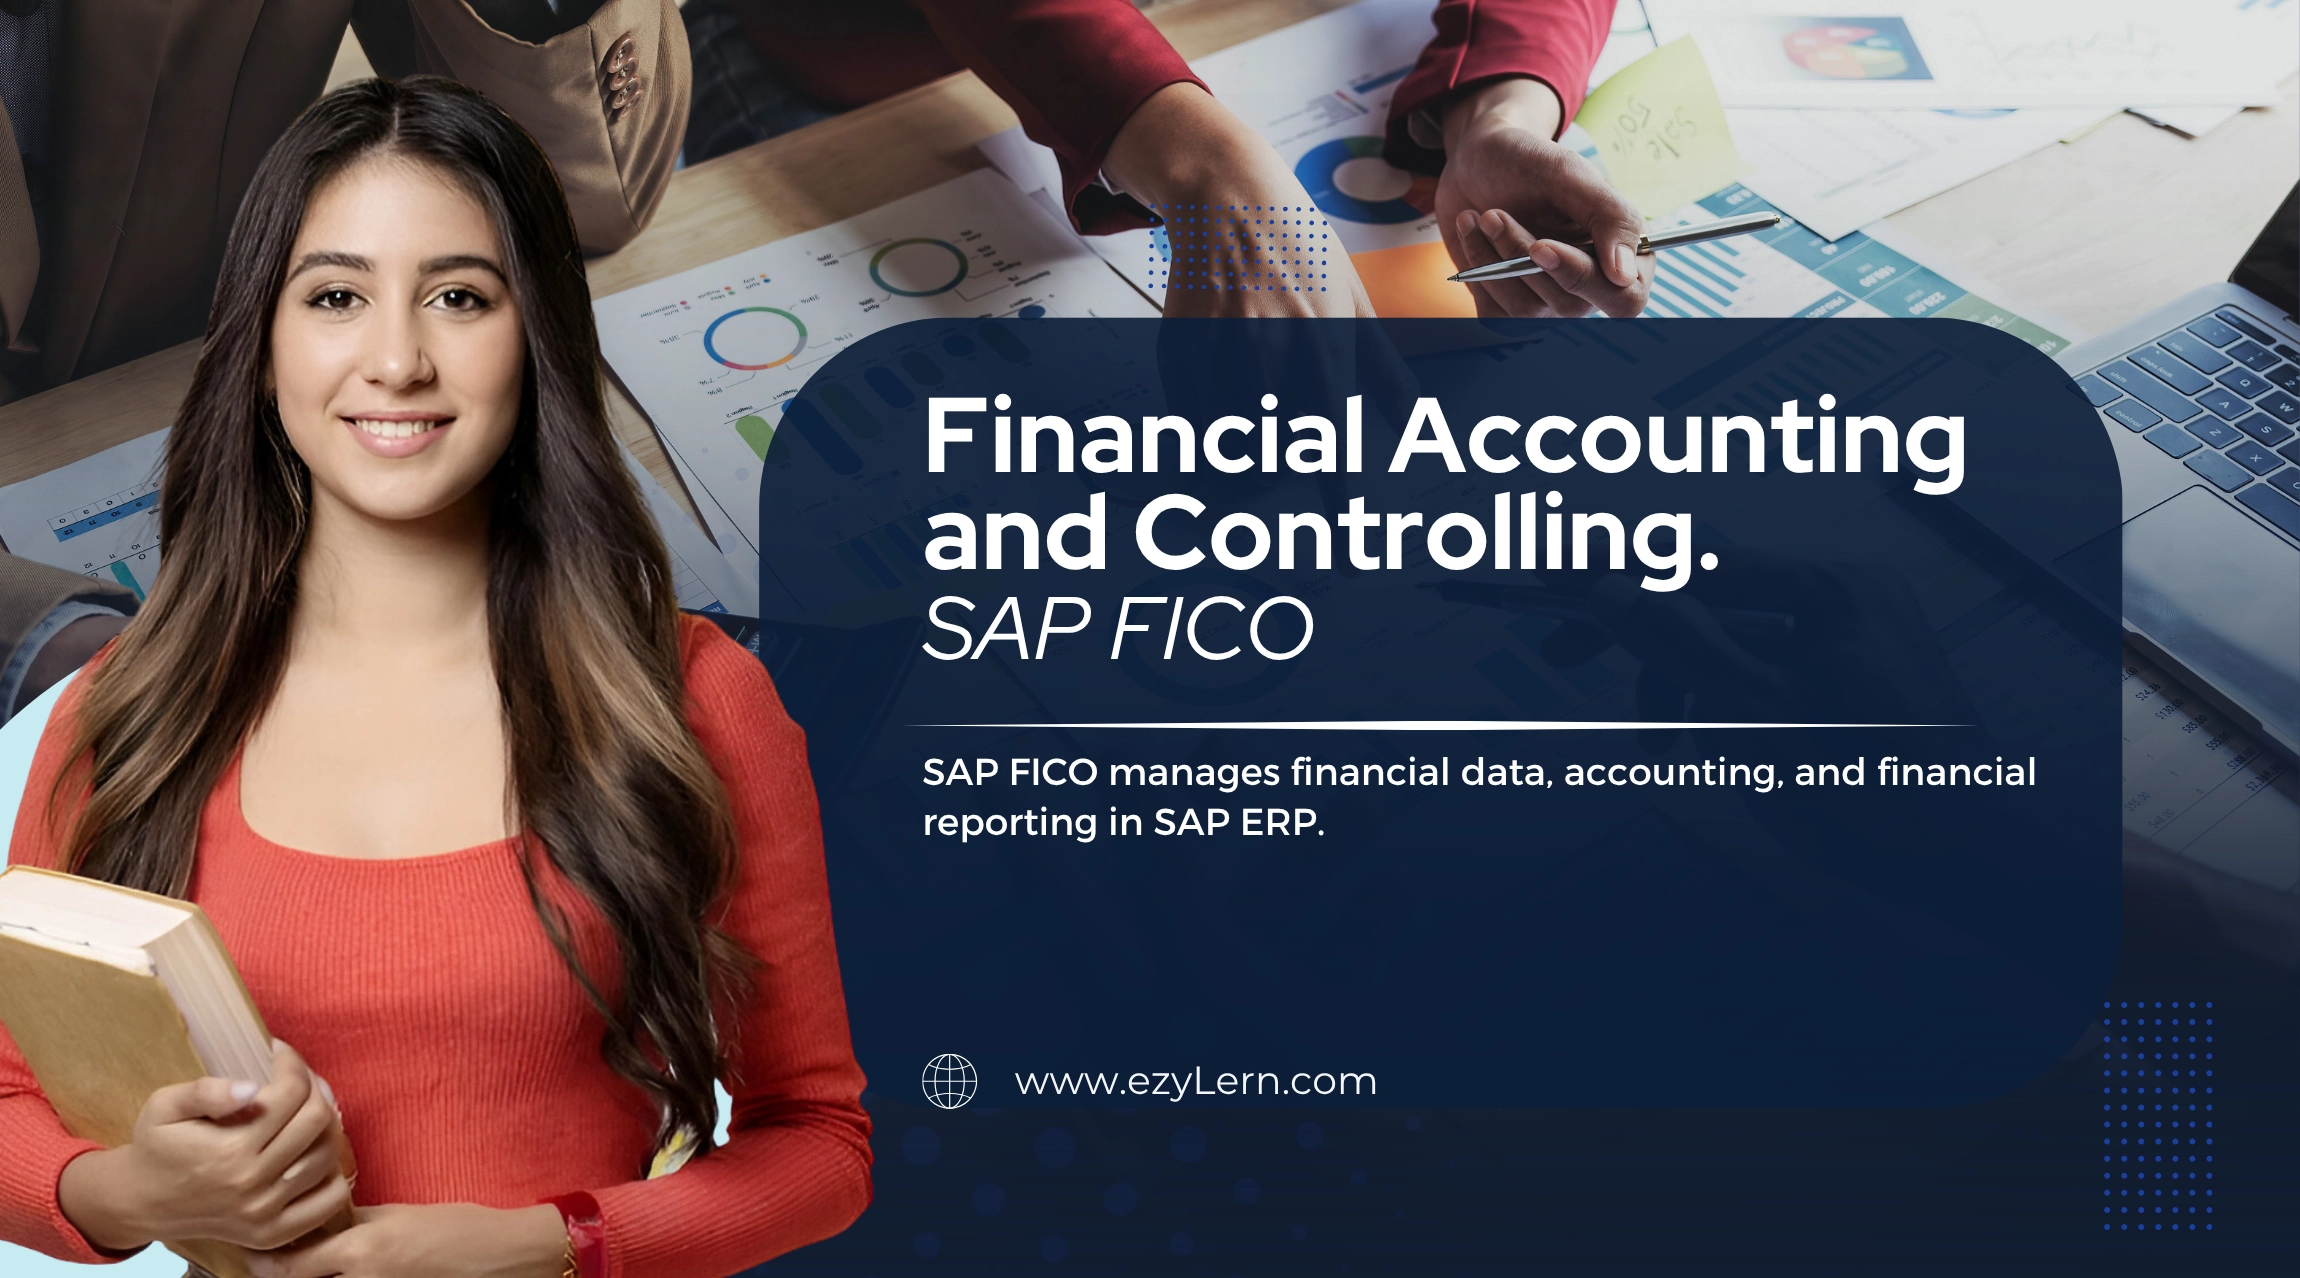 Financial Accounting
and Controlling.
SAP FICO
SAP FICO manages financial data, accounting, and financial
reporting in SAP ERP.
www.ezyLern.com